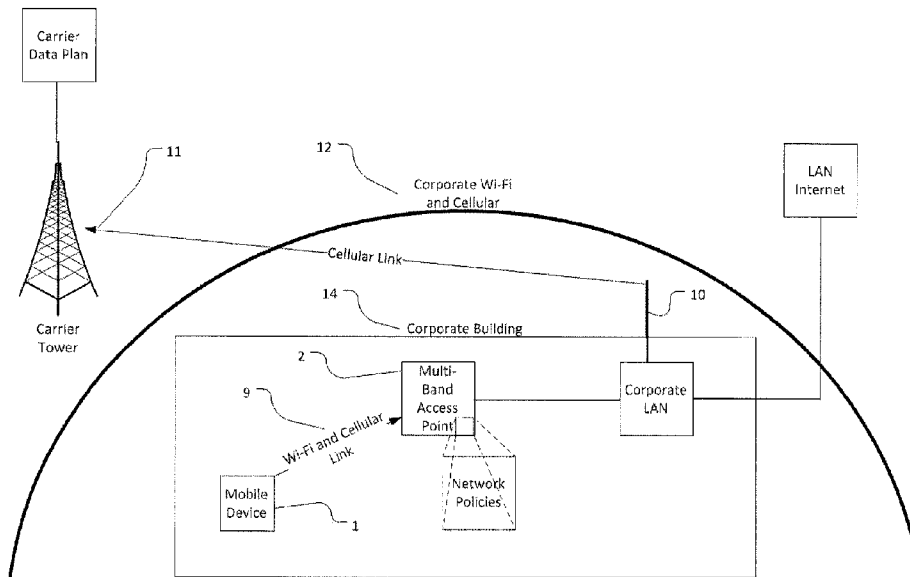 Carrier
Data Plan
11
12
Corporate Wi-Fi
and Cellular
LAN
Internet
Cellular Link
10
14
Corporate Building
Carrier
Tower
2
Multi-
Band
Access
Point
Corporate
LAN
9
Wi-Fi and Cellular
Link
Mobile
Device
1
Network
Policies